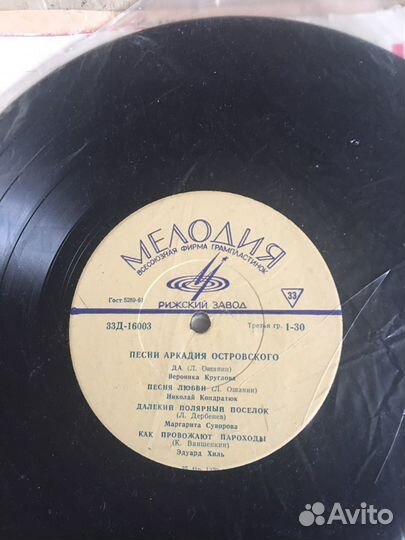 МЕЛОДИЯ
ВСЕСОЮЗНАЯ ФИРМА ГРАМПЛАСТИНОК
Гост 5289-61
РИЖСКИЙ ЗАВОД
33
33Д-16003
Третья гр. 1-30
ПЕСНИ АРКАДИЯ ОСТРОВСКОГО
ДА (Л. Ошанин)
Вероника Круглова
ПЕСНЯ ЛЮБВИ (Л. Ошанин)
Николай Кондратюк
ДАЛЕКИЙ ПОЛЯРНЫЙ ПОСЕЛОК
(Л. Дербенев)
Маргарита Суворова
КАК ПРОВОЖАЮТ ПАРОХОДЫ
(К. Ваншенкин)
Эдуард Хиль
Avito